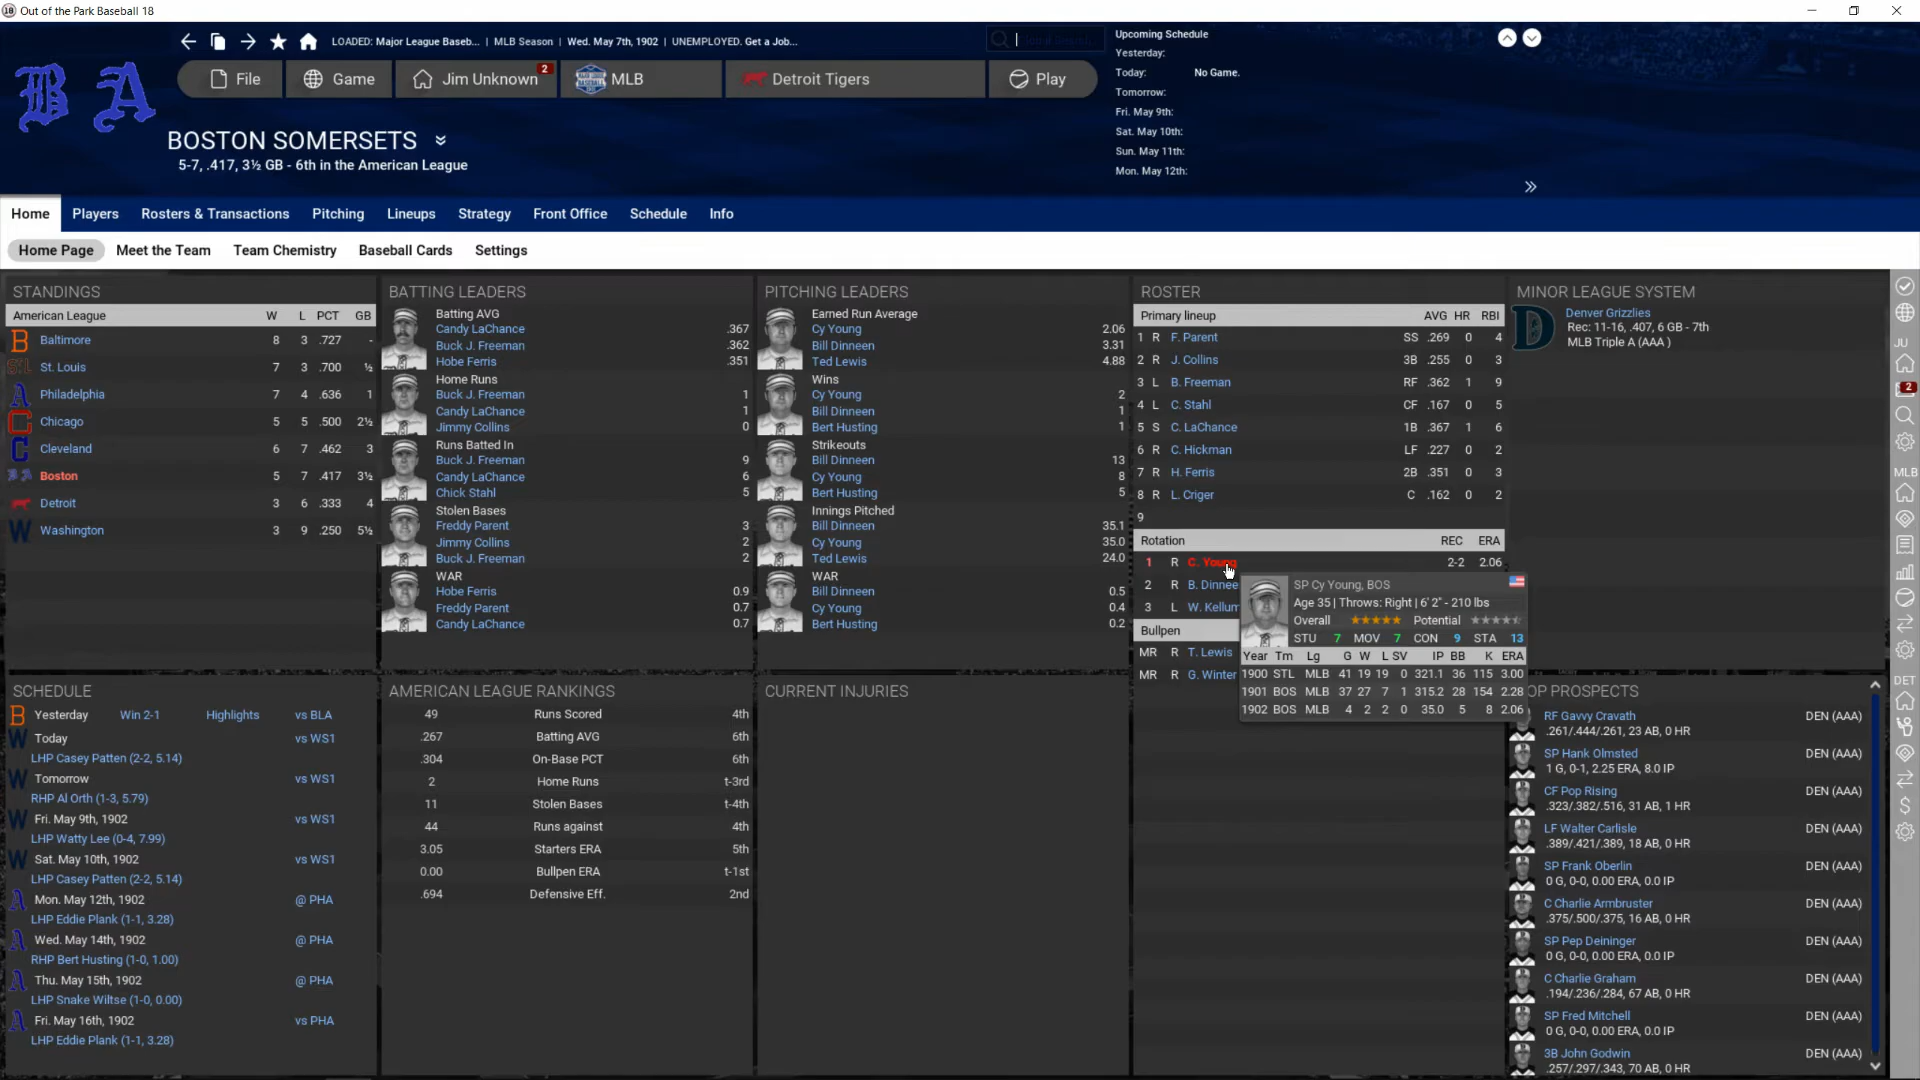 Out of the Park Baseball 18
LOADED: Major League Baseb... | MLB Season | Wed. May 7th, 1902 | UNEMPLOYED. Get a Job...
File
Game
Jim Unknown
2
MLB
Detroit Tigers
Play
Upcoming Schedule
Yesterday:
Today: No Game.
Tomorrow:
Fri. May 9th:
Sat. May 10th:
Sun. May 11th:
Mon. May 12th:
BOSTON SOMERSETS
5-7, .417, 3½ GB - 6th in the American League
Home Players Rosters & Transactions Pitching Lineups Strategy Front Office Schedule Info
Home Page Meet the Team Team Chemistry Baseball Cards Settings
STANDINGS
American League W L PCT GB
Baltimore 8 3 .727 -
St. Louis 7 3 .700 ½
Philadelphia 7 4 .636 1
Chicago 5 5 .500 2½
Cleveland 6 7 .462 3
Boston 5 7 .417 3½
Detroit 3 6 .333 4
Washington 3 9 .250 5½
BATTING LEADERS
Batting AVG
Candy LaChance .367
Buck J. Freeman .362
Hobe Ferris .351
Home Runs
Buck J. Freeman 1
Candy LaChance 1
Jimmy Collins 0
Runs Batted In
Buck J. Freeman 9
Candy LaChance 6
Chick Stahl 5
Stolen Bases
Freddy Parent 3
Jimmy Collins 2
Buck J. Freeman 2
WAR
Hobe Ferris 0.9
Freddy Parent 0.7
Candy LaChance 0.7
PITCHING LEADERS
Earned Run Average
Cy Young 2.06
Bill Dinneen 3.31
Ted Lewis 4.88
Wins
Cy Young 2
Bill Dinneen 1
Bert Husting 1
Strikeouts
Bill Dinneen 13
Cy Young 8
Bert Husting 5
Innings Pitched
Bill Dinneen 35.1
Cy Young 35.0
Ted Lewis 24.0
WAR
Bill Dinneen 0.5
Cy Young 0.4
Bert Husting 0.2
ROSTER
Primary lineup AVG HR RBI
1 R F. Parent SS .269 0 4
2 R J. Collins 3B .255 0 3
3 L B. Freeman RF .362 1 9
4 L C. Stahl CF .167 0 5
5 S C. LaChance 1B .367 1 6
6 R C. Hickman LF .227 0 2
7 R H. Ferris 2B .351 0 3
8 R L. Criger C .162 0 2
9
Rotation REC ERA
1 R C. Young 2-2 2.06
2 R B. Dinnee
3 L W. Kellum
Bullpen
MR R T. Lewis
MR R G. Winter
SP Cy Young, BOS
Age 35 | Throws: Right | 6' 2" - 210 lbs
Overall Potential
STU 7 MOV 7 CON 9 STA 13
Year Tm Lg G W L SV IP BB K ERA
1900 STL MLB 41 19 19 0 321.1 36 115 3.00
1901 BOS MLB 37 27 7 1 315.2 28 154 2.28
1902 BOS MLB 4 2 2 0 35.0 5 8 2.06
MINOR LEAGUE SYSTEM
Denver Grizzlies
Rec: 11-16, .407, 6 GB - 7th
MLB Triple A (AAA )
SCHEDULE
Yesterday Win 2-1 Highlights vs BLA
Today vs WS1
LHP Casey Patten (2-2, 5.14)
Tomorrow vs WS1
RHP Al Orth (1-3, 5.79)
Fri. May 9th, 1902 vs WS1
LHP Watty Lee (0-4, 7.99)
Sat. May 10th, 1902 vs WS1
LHP Casey Patten (2-2, 5.14)
Mon. May 12th, 1902 @ PHA
LHP Eddie Plank (1-1, 3.28)
Wed. May 14th, 1902 @ PHA
RHP Bert Husting (1-0, 1.00)
Thu. May 15th, 1902 @ PHA
LHP Snake Wiltse (1-0, 0.00)
Fri. May 16th, 1902 vs PHA
LHP Eddie Plank (1-1, 3.28)
AMERICAN LEAGUE RANKINGS
49 Runs Scored 4th
.267 Batting AVG 6th
.304 On-Base PCT 6th
2 Home Runs t-3rd
11 Stolen Bases t-4th
44 Runs against 4th
3.05 Starters ERA 5th
0.00 Bullpen ERA t-1st
.694 Defensive Eff. 2nd
CURRENT INJURIES
OP PROSPECTS
RF Gavvy Cravath DEN (AAA)
.261/.444/.261, 23 AB, 0 HR
SP Hank Olmsted DEN (AAA)
1 G, 0-1, 2.25 ERA, 8.0 IP
CF Pop Rising DEN (AAA)
.323/.382/.516, 31 AB, 1 HR
LF Walter Carlisle DEN (AAA)
.389/.421/.389, 18 AB, 0 HR
SP Frank Oberlin DEN (AAA)
0 G, 0-0, 0.00 ERA, 0.0 IP
C Charlie Armbruster DEN (AAA)
.375/.500/.375, 16 AB, 0 HR
SP Pep Deininger DEN (AAA)
0 G, 0-0, 0.00 ERA, 0.0 IP
C Charlie Graham DEN (AAA)
.194/.236/.284, 67 AB, 0 HR
SP Fred Mitchell DEN (AAA)
0 G, 0-0, 0.00 ERA, 0.0 IP
3B John Godwin DEN (AAA)
.257/.297/.343, 70 AB, 0 HR
JU
2
MLB
DET